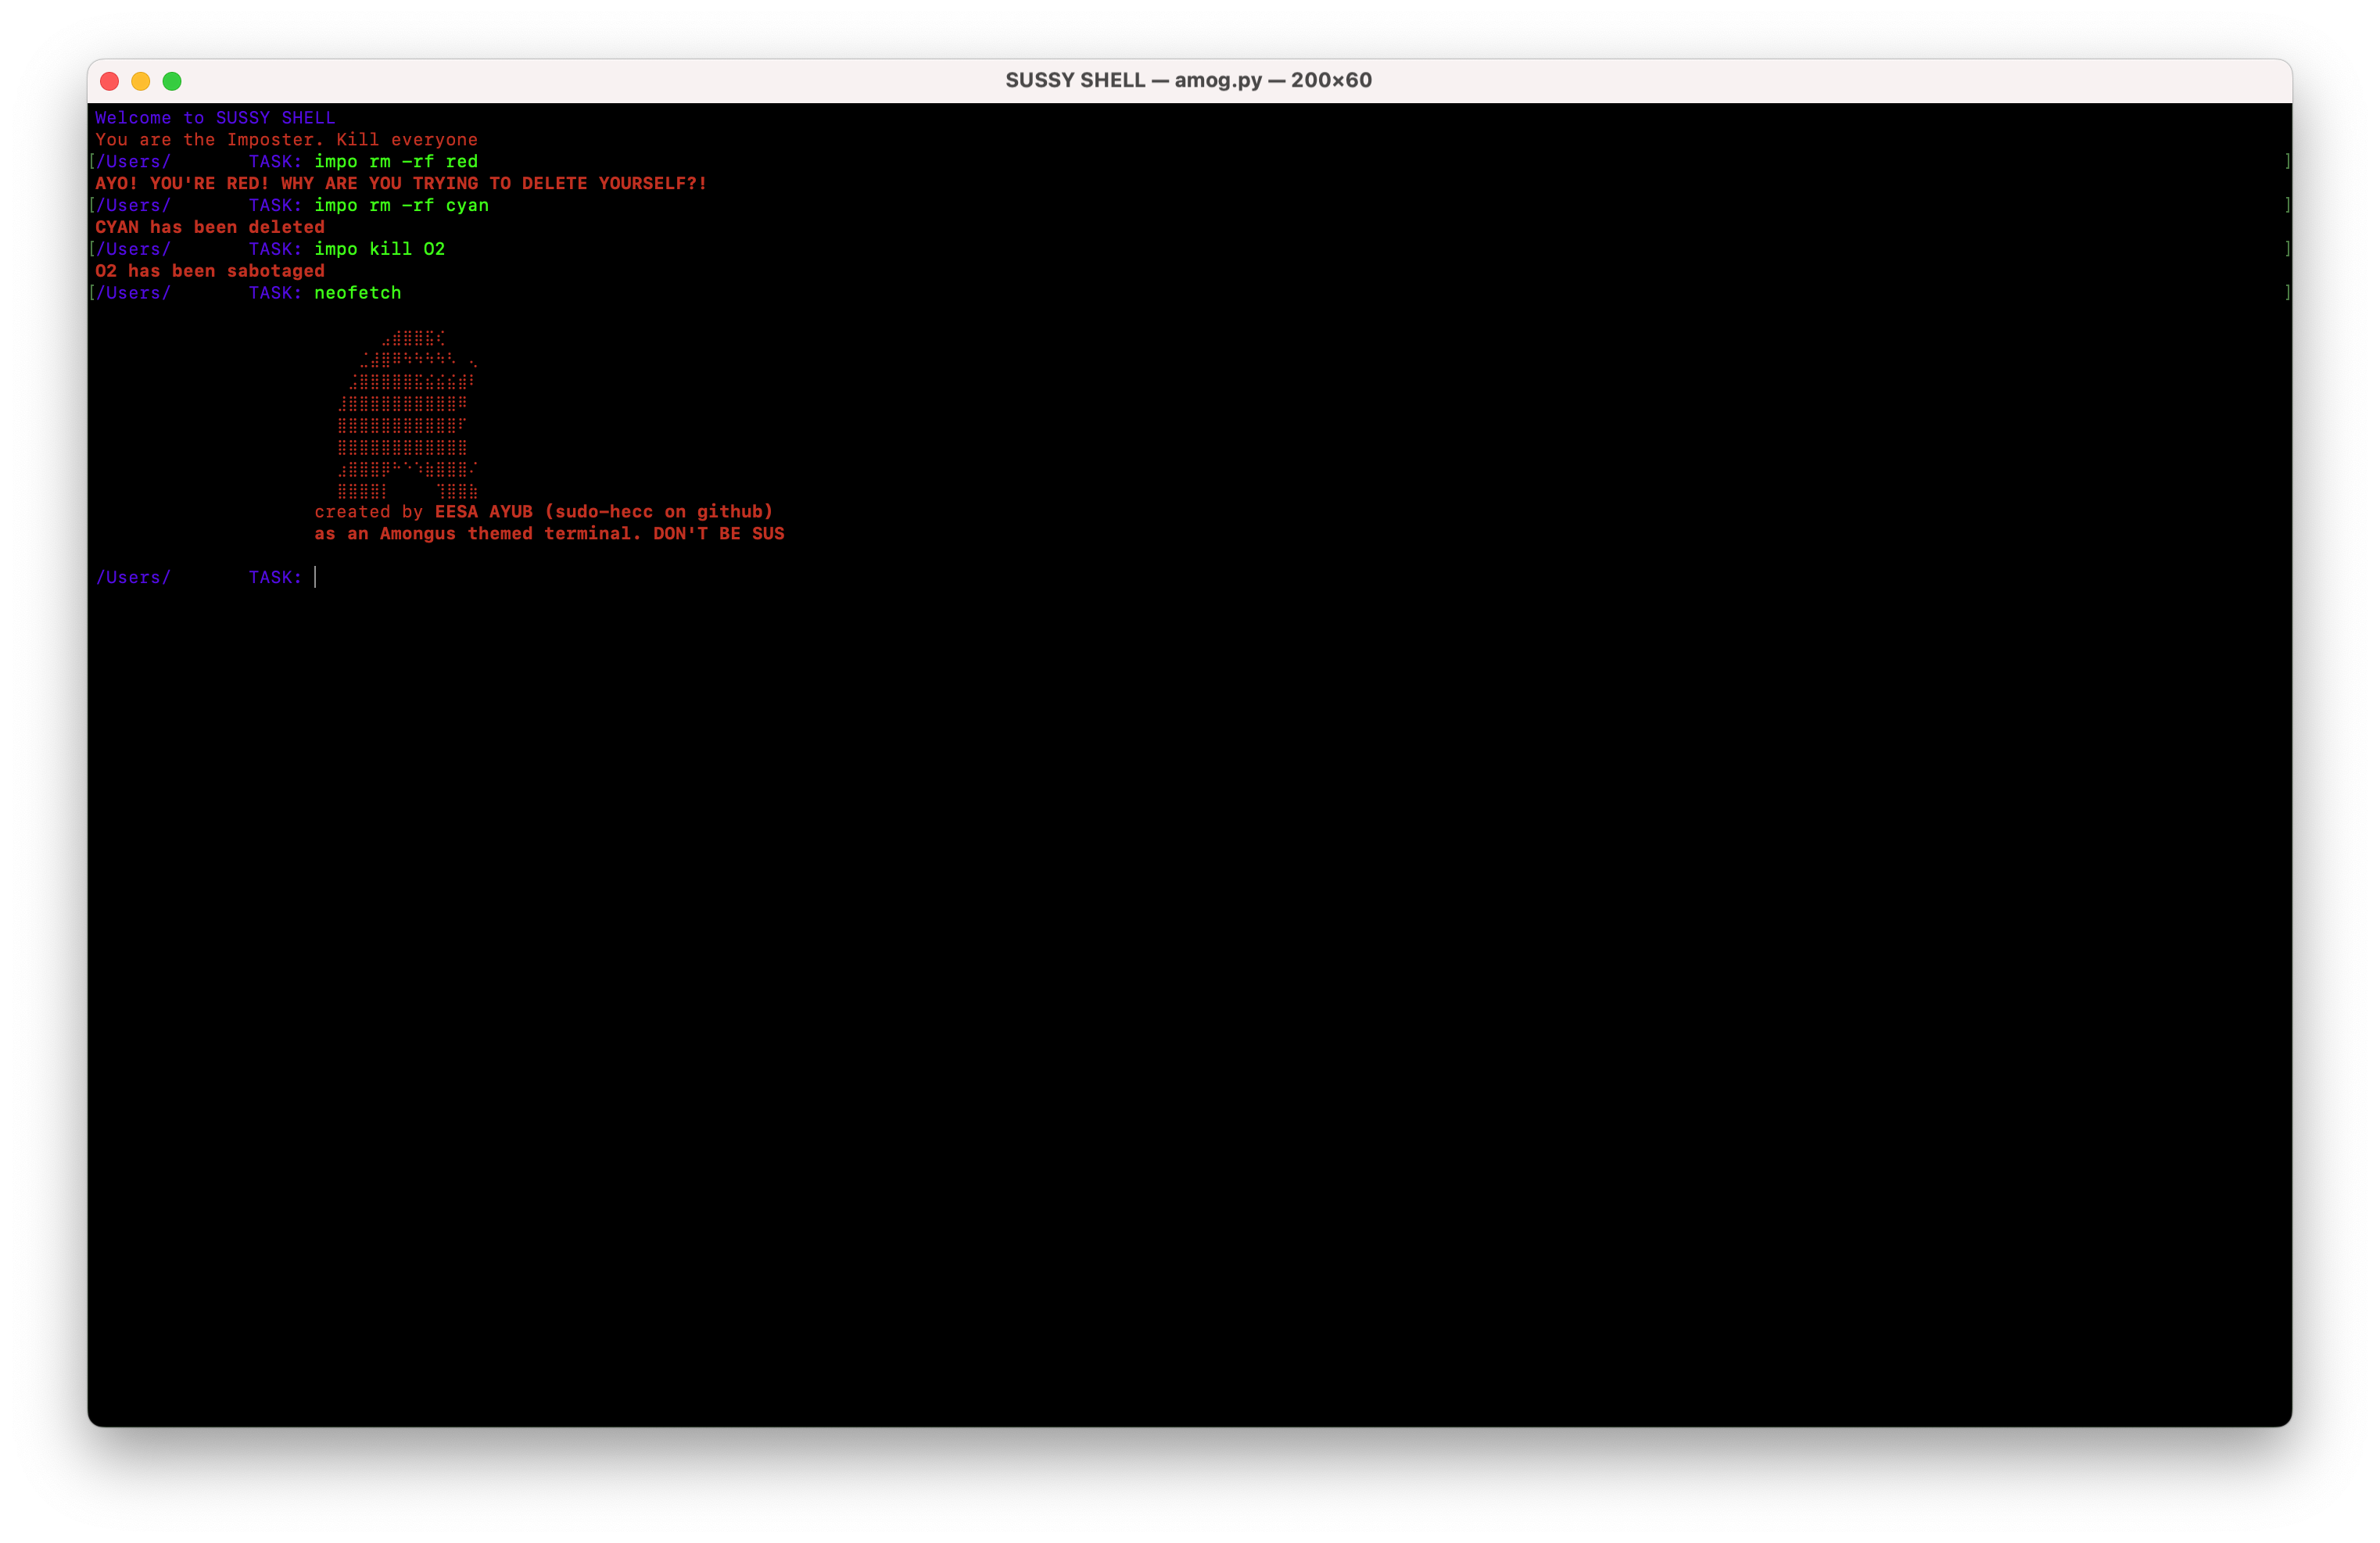 SUSSY SHELL — amog.py — 200×60
Welcome to SUSSY SHELL
You are the Imposter. Kill everyone
[/Users/       TASK: impo rm -rf red ]
AYO! YOU'RE RED! WHY ARE YOU TRYING TO DELETE YOURSELF?!
[/Users/       TASK: impo rm -rf cyan ]
CYAN has been deleted
[/Users/       TASK: impo kill O2 ]
O2 has been sabotaged
[/Users/       TASK: neofetch ]
created by EESA AYUB (sudo-hecc on github)
as an Amongus themed terminal. DON'T BE SUS
/Users/       TASK: